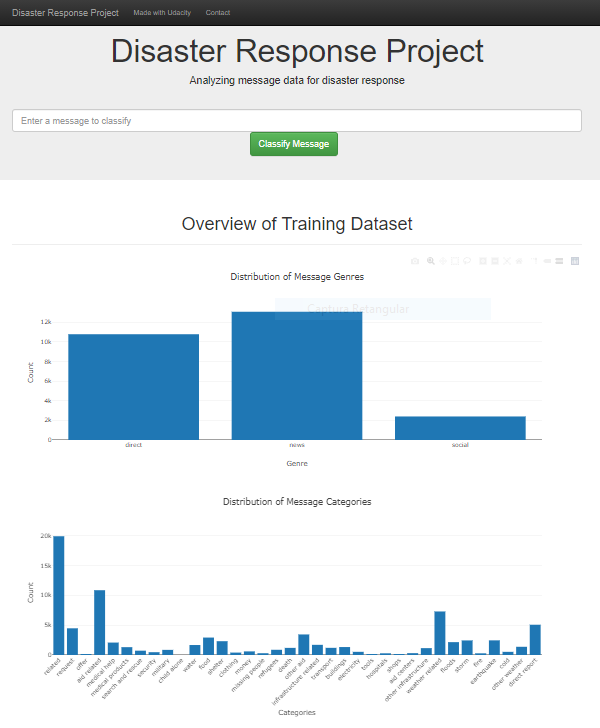 Disaster Response Project Made with Udacity Contact
Disaster Response Project
Analyzing message data for disaster response
Enter a message to classify
Classify Message
Overview of Training Dataset
Distribution of Message Genres
Captura Retangular
12k
10k
8k
6k
4k
2k
0
Count
direct news social
Genre
Distribution of Message Categories
20k
15k
10k
5k
0
Count
related
request
offer
aid related
medical help
medical products
search and rescue
security
military
child alone
water
food
shelter
clothing
money
missing people
refugees
death
other aid
infrastructure related
transport
buildings
electricity
tools
hospitals
shops
aid centers
other infrastructure
weather related
floods
storm
fire
earthquake
cold
other weather
direct report
Categories